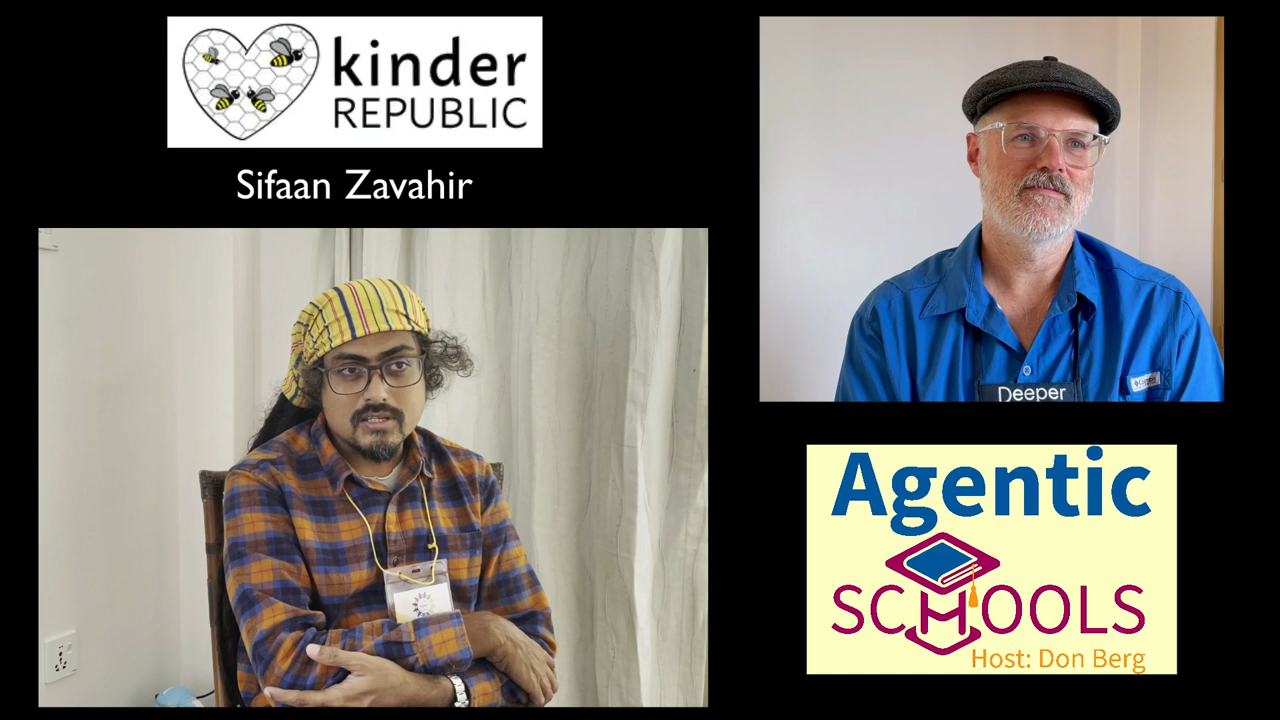 kinder
REPUBLIC
Sifaan Zavahir
Deeper
Agentic
SCHOOLS
Host: Don Berg